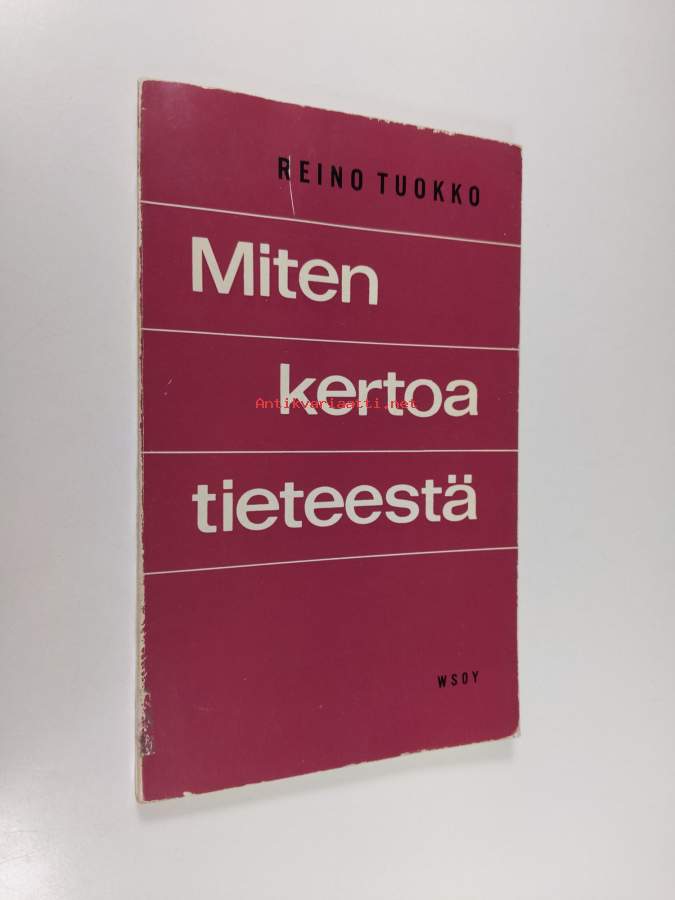 REINO TUOKKO
Miten
kertoa
Antikvariaatti.net
tieteestä
WSOY